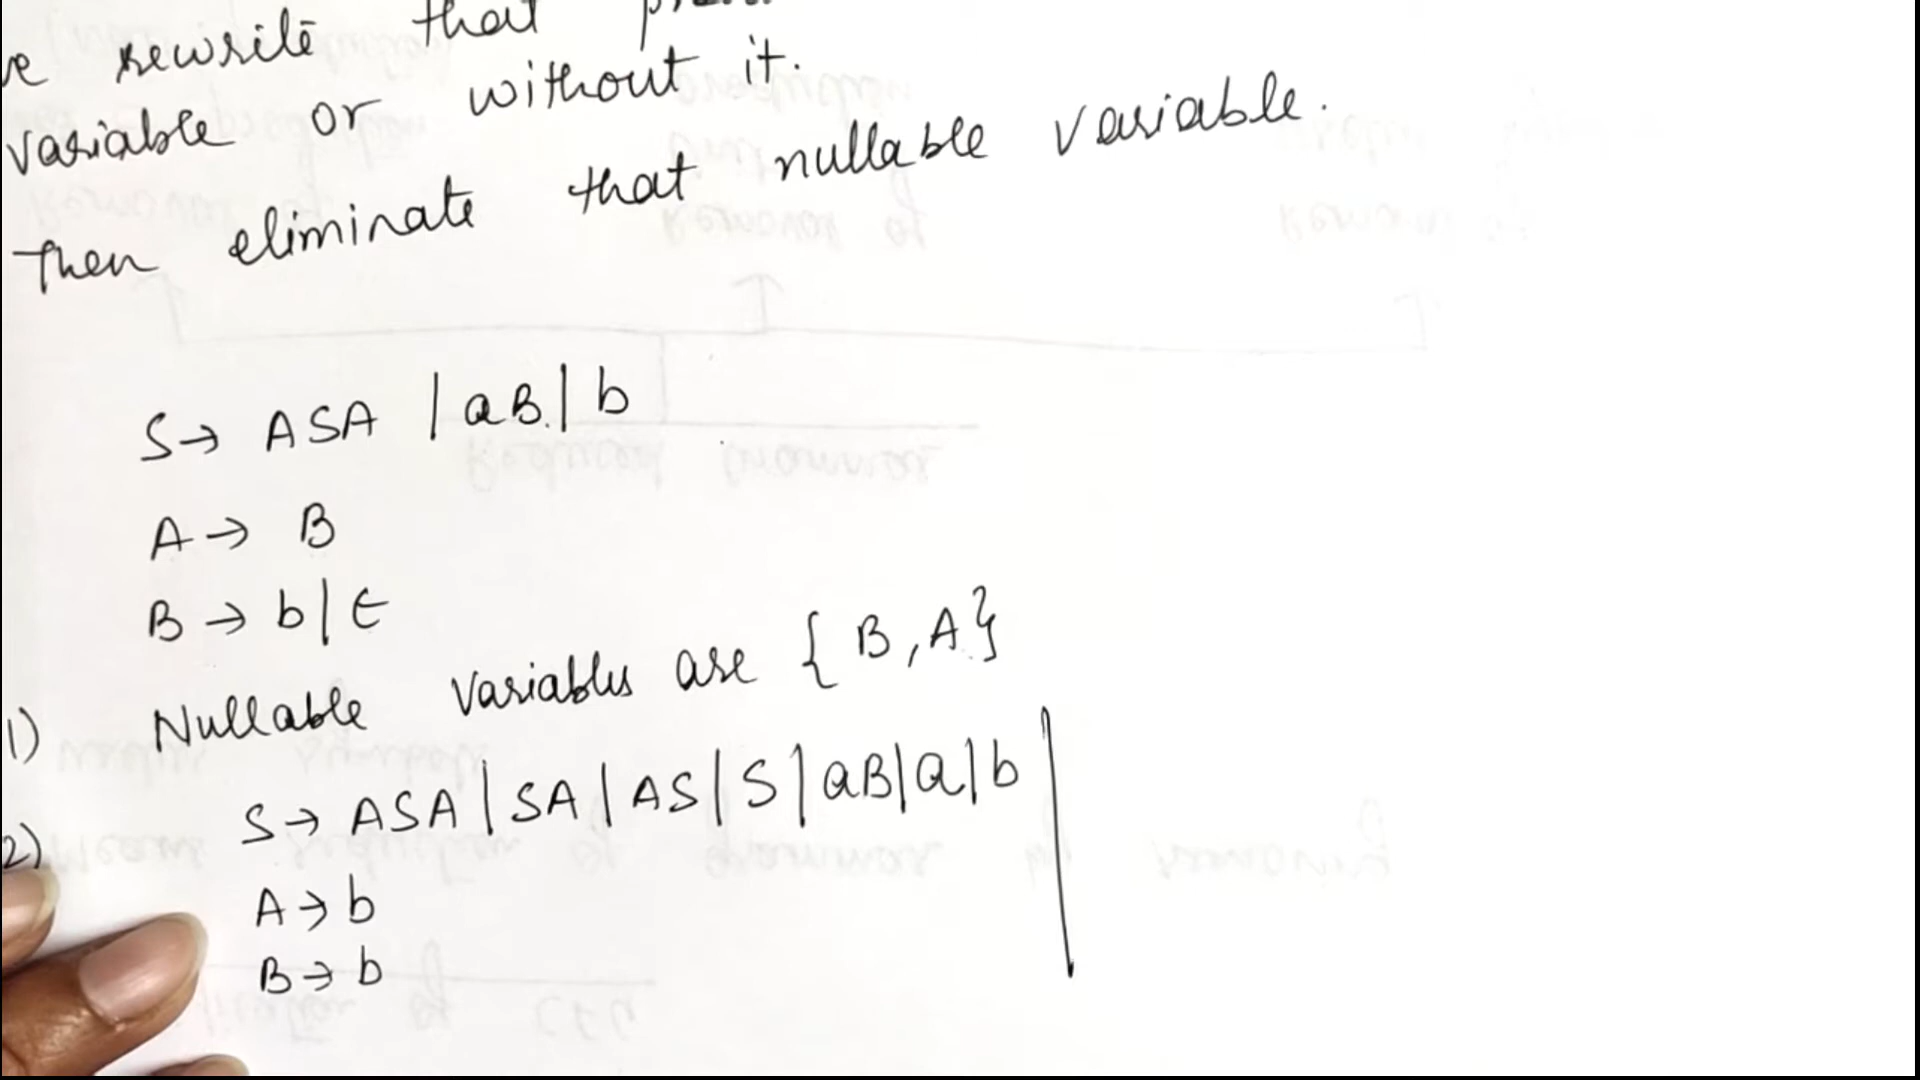 rewrite that
variable or without it.
Then eliminate that nullable variable.
S → ASA | aB | b
A → B
B → b | ∈
1) Nullable variables are { B, A }
2) S → ASA | SA | AS | S | aB | a | b
A → b
B → b